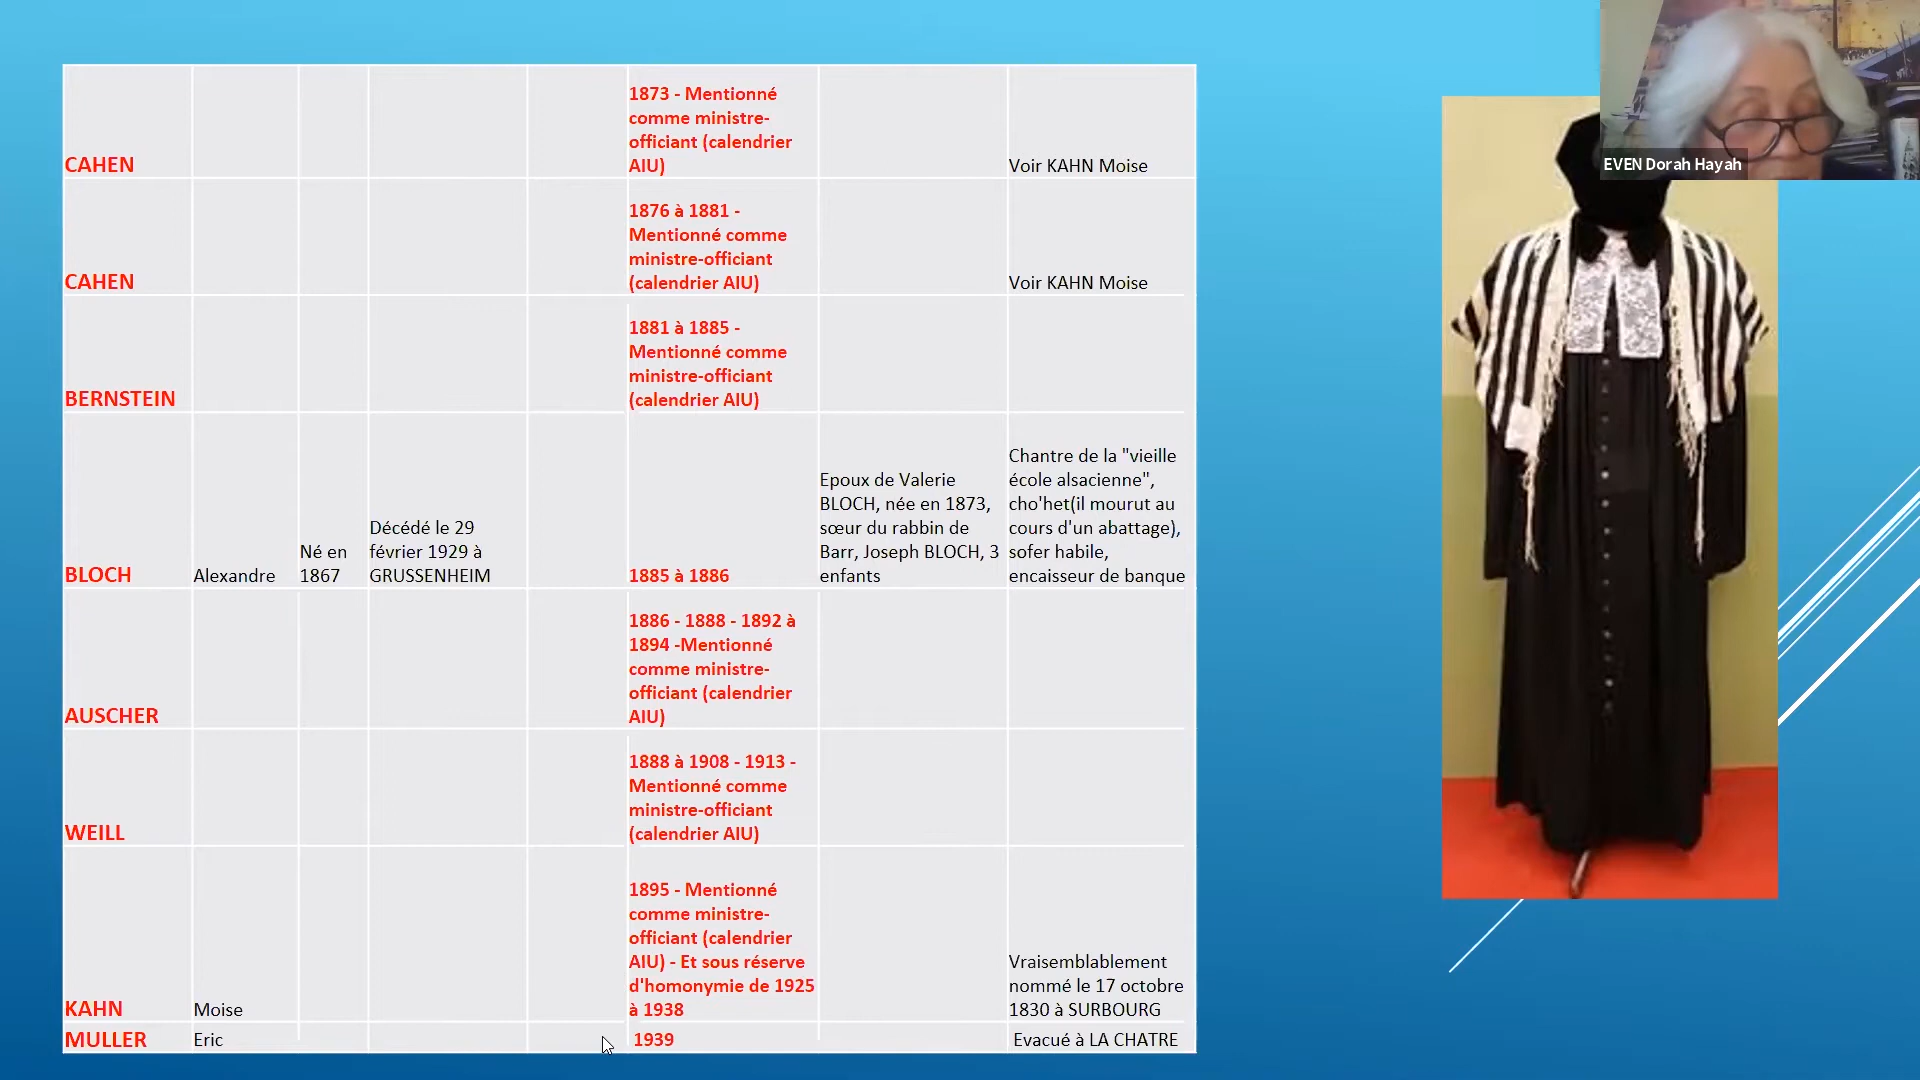 1873 - Mentionné
comme ministre-
officiant (calendrier
CAHEN AIU) Voir KAHN Moise
1876 à 1881 -
Mentionné comme
ministre-officiant
CAHEN (calendrier AIU) Voir KAHN Moise
1881 à 1885 -
Mentionné comme
ministre-officiant
BERNSTEIN (calendrier AIU)
BLOCH
Alexandre
Né en
1867
Décédé le 29
février 1929 à
GRUSSENHEIM
1885 à 1886
Epoux de Valerie
BLOCH, née en 1873,
sœur du rabbin de
Barr, Joseph BLOCH, 3
enfants
Chantre de la "vieille
école alsacienne",
cho'het(il mourut au
cours d'un abattage),
sofer habile,
encaisseur de banque
AUSCHER
1886 - 1888 - 1892 à
1894 -Mentionné
comme ministre-
officiant (calendrier
AIU)
WEILL
1888 à 1908 - 1913 -
Mentionné comme
ministre-officiant
(calendrier AIU)
KAHN
Moise
1895 - Mentionné
comme ministre-
officiant (calendrier
AIU) - Et sous réserve
d'homonymie de 1925
à 1938
Vraisemblablement
nommé le 17 octobre
1830 à SURBOURG
MULLER Eric 1939 Evacué à LA CHATRE
EVEN Dorah Hayah